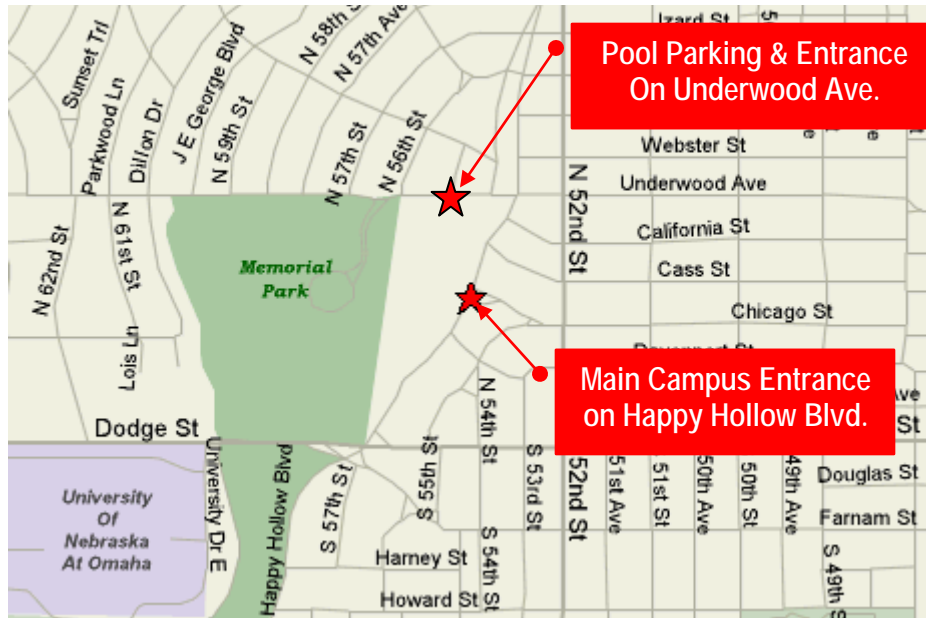 Izard St
N 58th St
N 57th Ave
Sunset Trl
Parkwood Ln
Dillon Dr
J E George Blvd
N 59th St
N 57th St
N 56th St
Pool Parking & Entrance
On Underwood Ave.
Webster St
Underwood Ave
N 52nd St
California St
Cass St
Chicago St
N 62nd St
N 61st St
Memorial
Park
Lois Ln
Main Campus Entrance
on Happy Hollow Blvd.
Ave
St
Dodge St
N 54th St
University
Of
Nebraska
At Omaha
University Dr E
Happy Hollow Blvd
S 57th St
S 55th St
S 53rd St
52nd St
51st Ave
51st St
50th Ave
50th St
49th Ave
Douglas St
Farnam St
Harney St
Howard St
S 54th St
S 49th St